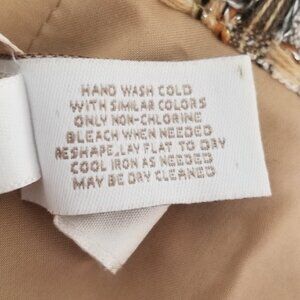 HAND WASH COLD
WITH SIMILAR COLORS
ONLY NON-CHLORINE
BLEACH WHEN NEEDED
RESHAPE, LAY FLAT TO DRY
COOL IRON AS NEEDED
MAY BE DRY CLEANED